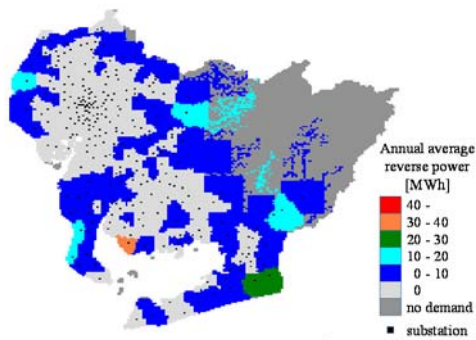 Annual average
reverse power
[MWh]
40 -
30 - 40
20 - 30
10 - 20
0 - 10
0
no demand
substation